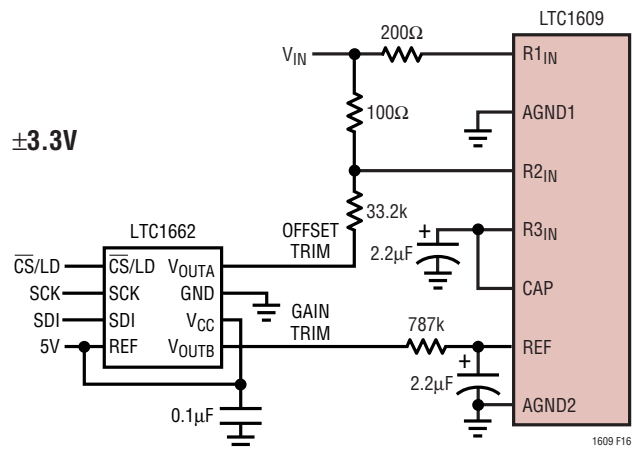 LTC1609
200Ω
V_IN
R1_IN
100Ω
AGND1
±3.3V
R2_IN
33.2k
LTC1662
OFFSET
TRIM
R3_IN
+
2.2µF
C̅S̅/LD
C̅S̅/LD
V_OUTA
SCK
SCK
GND
CAP
SDI
SDI
V_CC
GAIN
TRIM
787k
5V
REF
V_OUTB
REF
+
2.2µF
0.1µF
AGND2
1609 F16